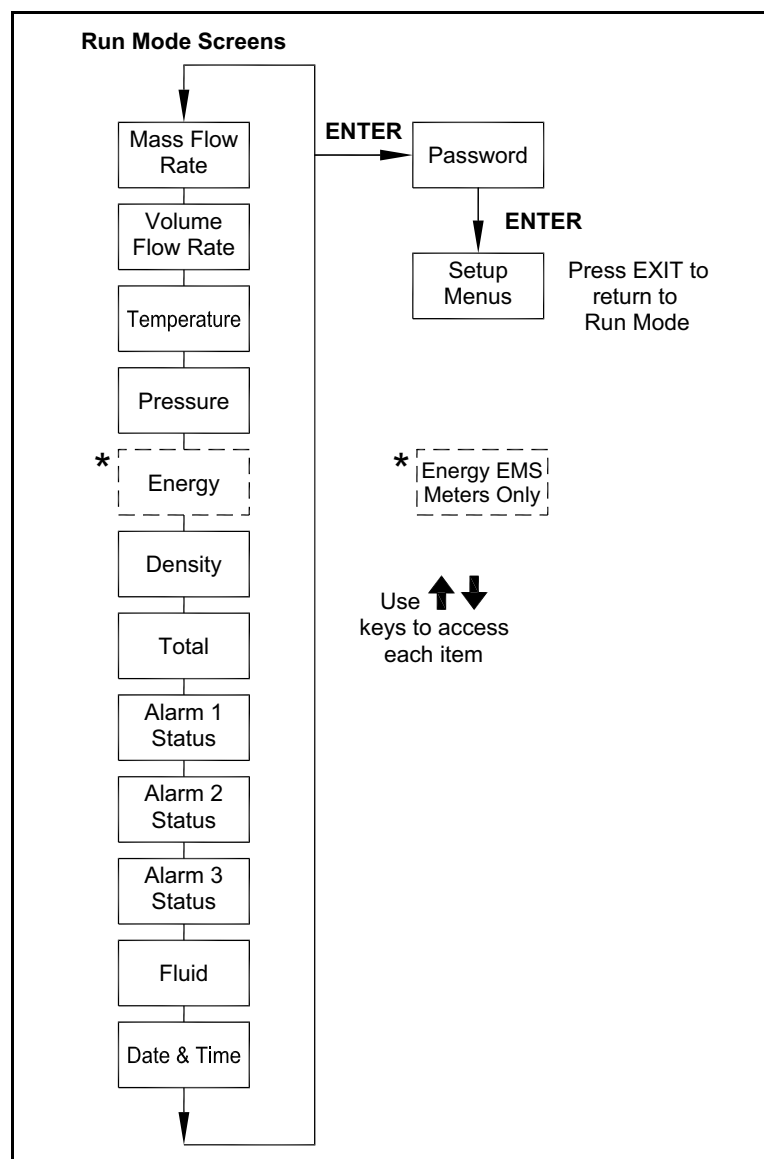 Run Mode Screens
Mass Flow
Rate
ENTER
Password
Volume
Flow Rate
ENTER
Setup
Menus
Press EXIT to
return to
Run Mode
Temperature
Pressure
*
Energy
*
Energy EMS
Meters Only
Density
Use
keys to access
each item
Total
Alarm 1
Status
Alarm 2
Status
Alarm 3
Status
Fluid
Date & Time